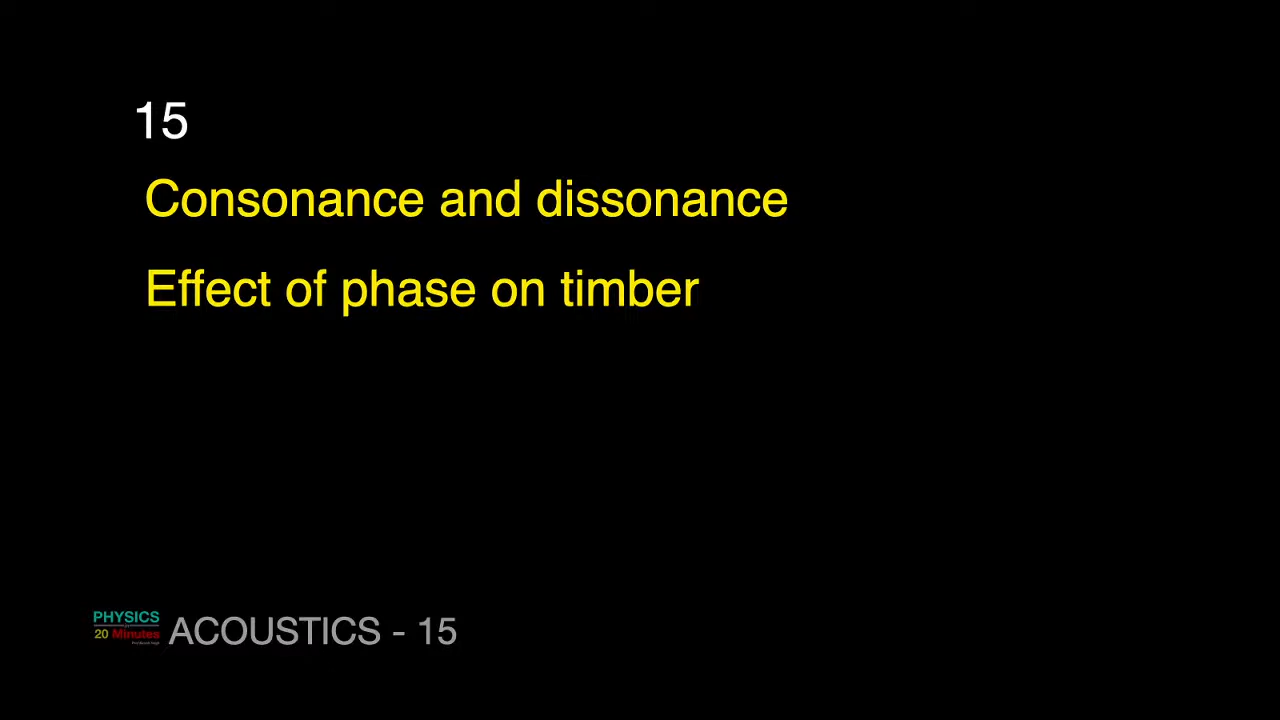 15
Consonance and dissonance
Effect of phase on timber
PHYSICS
20 Minutes
ACOUSTICS - 15